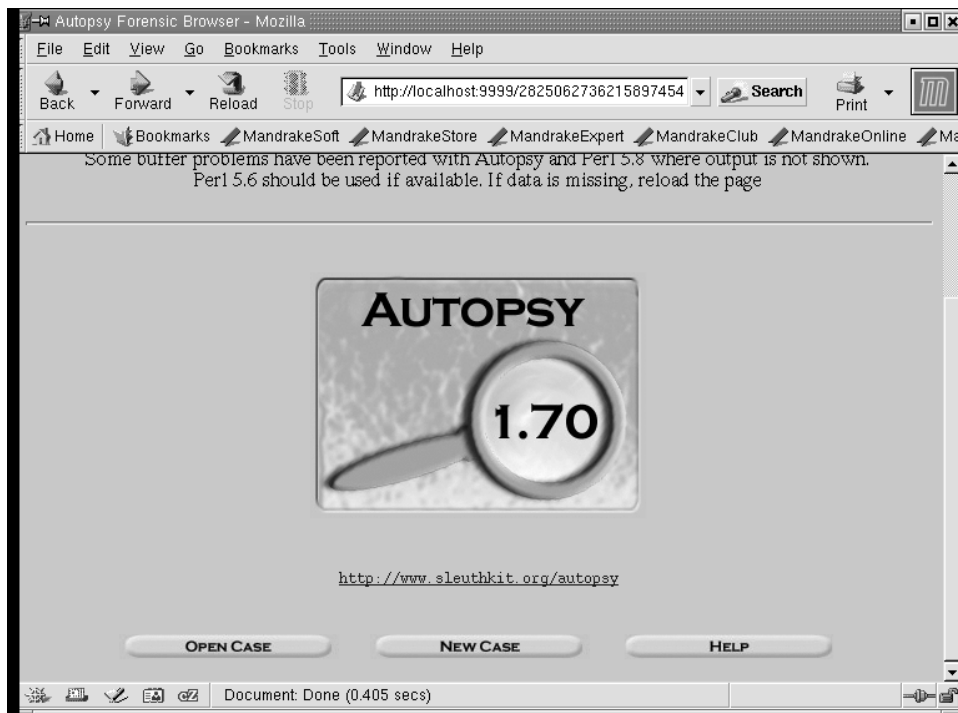 Autopsy Forensic Browser - Mozilla
File Edit View Go Bookmarks Tools Window Help
Back Forward Reload Stop http://localhost:9999/2825062736215897454 Search Print
Home Bookmarks MandrakeSoft MandrakeStore MandrakeExpert MandrakeClub MandrakeOnline Ma
Some buffer problems have been reported with Autopsy and Perl 5.8 where output is not shown.
Perl 5.6 should be used if available. If data is missing, reload the page
AUTOPSY
1.70
http://www.sleuthkit.org/autopsy
OPEN CASE NEW CASE HELP
Document: Done (0.405 secs)